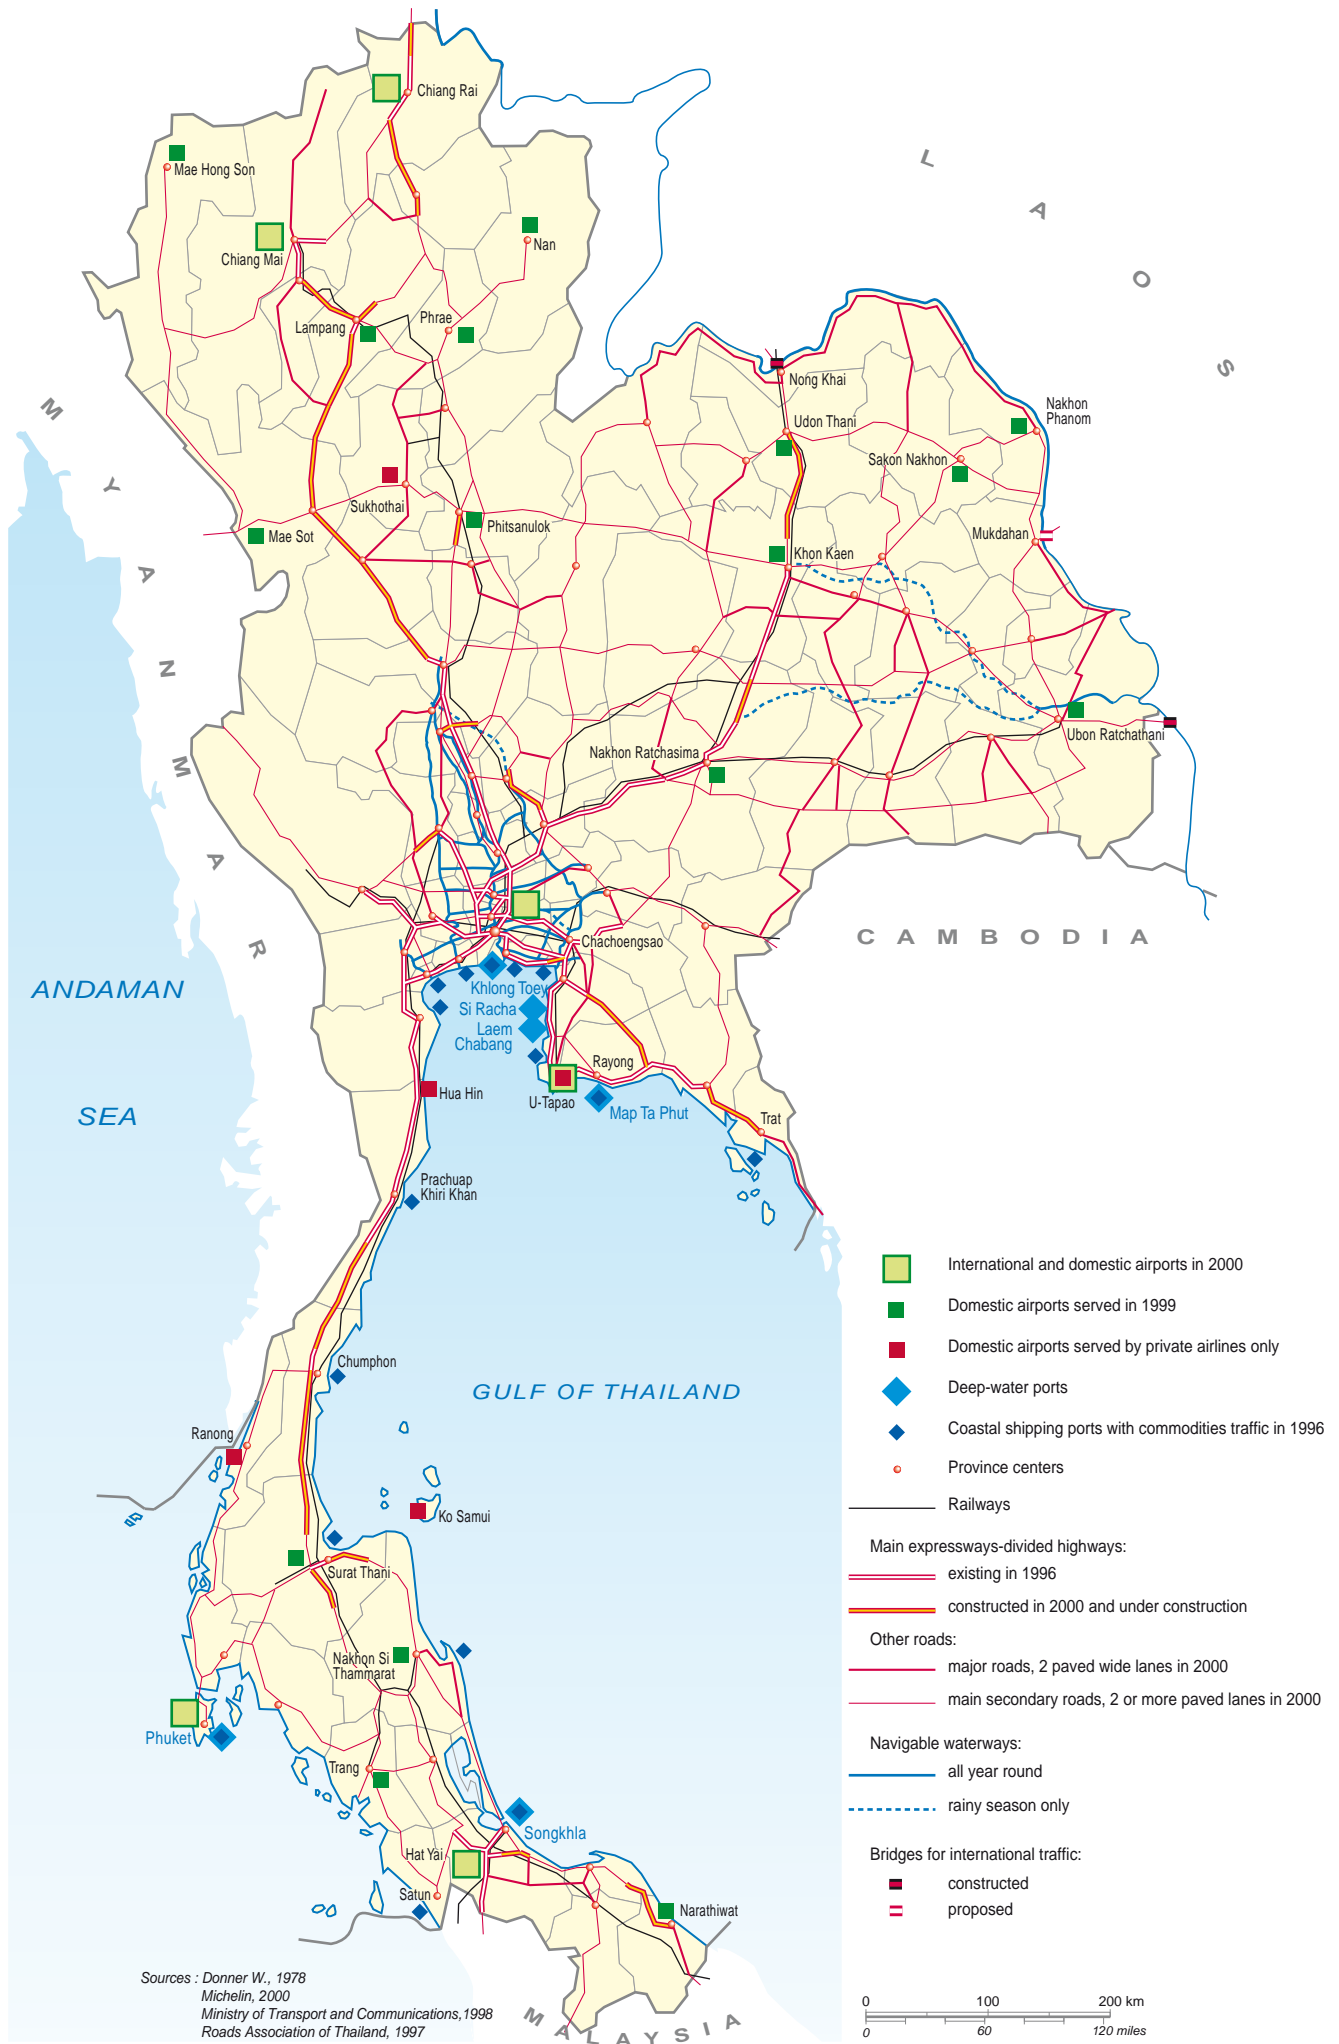 Chiang Rai
Mae Hong Son
Nan
Chiang Mai
Lampang
Phrae
LAOS
Nong Khai
Udon Thani
Nakhon
Phanom
Sakon Nakhon
MYANMAR
Sukhothai
Phitsanulok
Mae Sot
Khon Kaen
Mukdahan
Nakhon Ratchasima
Ubon Ratchathani
CAMBODIA
Chachoengsao
ANDAMAN
SEA
Khlong Toey
Si Racha
Laem
Chabang
Rayong
U-Tapao
Map Ta Phut
Hua Hin
Trat
Prachuap
Khiri Khan
Chumphon
GULF OF THAILAND
Ranong
Ko Samui
Surat Thani
Nakhon Si
Thammarat
Phuket
Trang
Songkhla
Hat Yai
Satun
Narathiwat
MALAYSIA
International and domestic airports in 2000
Domestic airports served in 1999
Domestic airports served by private airlines only
Deep-water ports
Coastal shipping ports with commodities traffic in 1996
Province centers
Railways
Main expressways-divided highways:
existing in 1996
constructed in 2000 and under construction
Other roads:
major roads, 2 paved wide lanes in 2000
main secondary roads, 2 or more paved lanes in 2000
Navigable waterways:
all year round
rainy season only
Bridges for international traffic:
constructed
proposed
0 100 200 km
0 60 120 miles
Sources : Donner W., 1978
Michelin, 2000
Ministry of Transport and Communications,1998
Roads Association of Thailand, 1997